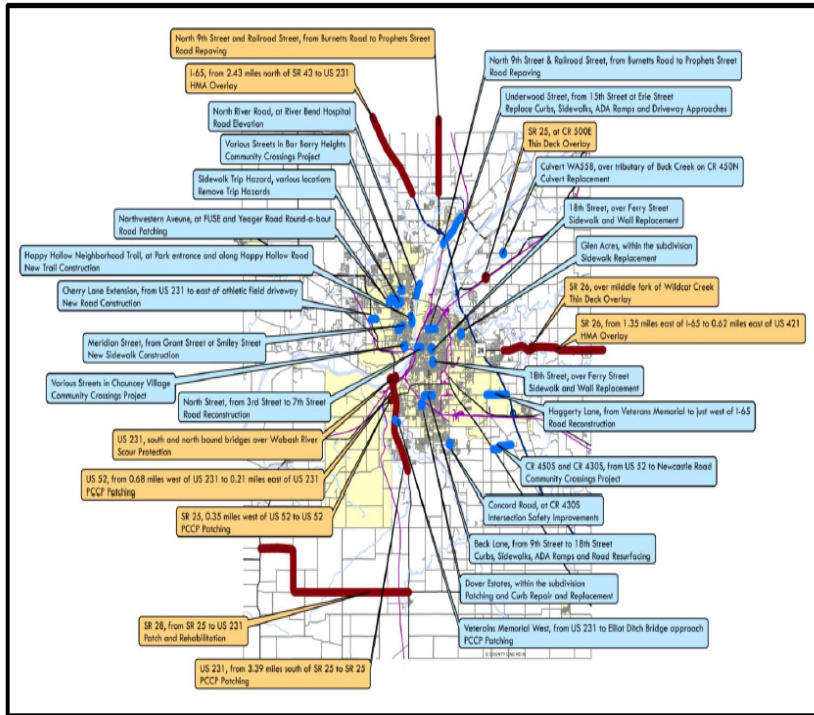 North 9th Street and Railroad Street, from Burnetts Road to Prophets Street
Road Repaving
I-65, from 2.43 miles north of SR 43 to US 231
HMA Overlay
North River Road, at River Bend Hospital
Road Elevation
Various Streets in Bar Barry Heights
Community Crossings Project
Sidewalk Trip Hazard, various locations
Remove Trip Hazards
Northwestern Aveune, at FUSE and Yeager Road Round-a-bout
Road Patching
Happy Hollow Neighborhood Trail, at Park entrance and along Happy Hollow Road
New Trail Construction
Cherry Lane Extension, from US 231 to east of athletic field driveway
New Road Construction
Meridian Street, from Grant Street at Smiley Street
New Sidewalk Construction
Various Streets in Chauncey Village
Community Crossings Project
North Street, from 3rd Street to 7th Street
Road Reconstruction
US 231, south and north bound bridges over Wabash River
Scour Protection
US 52, from 0.68 miles west of US 231 to 0.21 miles east of US 231
PCCP Patching
SR 25, 0.35 miles west of US 52 to US 52
PCCP Patching
SR 28, from SR 25 to US 231
Patch and Rehabilitation
US 231, from 3.39 miles south of SR 25 to SR 25
PCCP Patching
North 9th Street & Railroad Street, from Burnetts Road to Prophets Street
Road Repaving
Underwood Street, from 15th Street at Erie Street
Replace Curbs, Sidewalks, ADA Ramps and Driveway Approaches
SR 25, at CR 500E
Thin Deck Overlay
Culvert WA558, over tributary of Buck Creek on CR 450N
Culvert Replacement
18th Street, over Ferry Street
Sidewalk and Wall Replacement
Glen Acres, within the subdivision
Sidewalk Replacement
SR 26, over middle fork of Wildcat Creek
Thin Deck Overlay
SR 26, from 1.35 miles east of I-65 to 0.62 miles east of US 421
HMA Overlay
26
18th Street, over Ferry Street
Sidewalk and Wall Replacement
Haggerty Lane, from Veterans Memorial to just west of I-65
Road Reconstruction
CR 450S and CR 430S, from US 52 to Newcastle Road
Community Crossings Project
Concord Road, at CR 430S
Intersection Safety Improvements
Beck Lane, from 9th Street to 18th Street
Curbs, Sidewalks, ADA Ramps and Road Resurfacing
Dover Estates, within the subdivision
Patching and Curb Repair and Replacement
Veterans Memorial West, from US 231 to Elliot Ditch Bridge approach
PCCP Patching